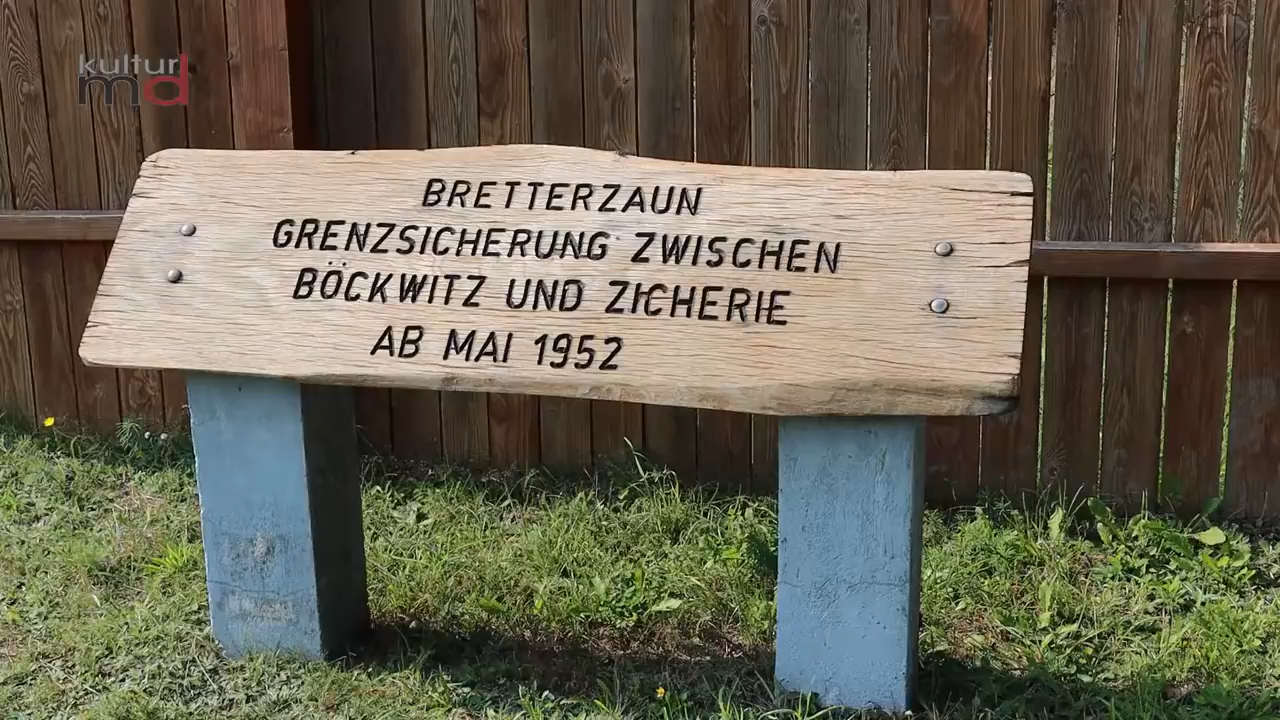 kultur
md
BRETTERZAUN
GRENZSICHERUNG ZWISCHEN
BÖCKWITZ UND ZICHERIE
AB MAI 1952